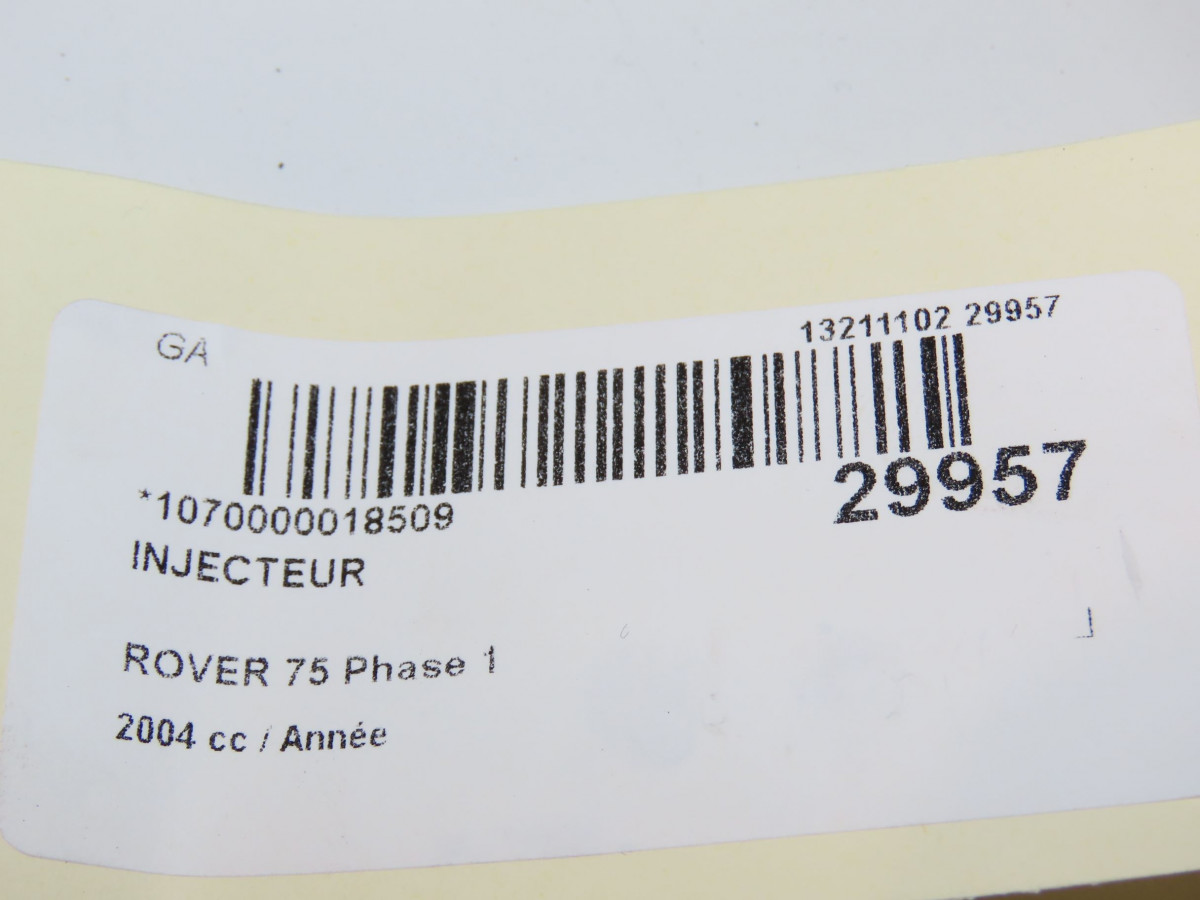 GA
13211102 29957
*1070000018509
29957
INJECTEUR
ROVER 75 Phase 1
2004 cc / Année